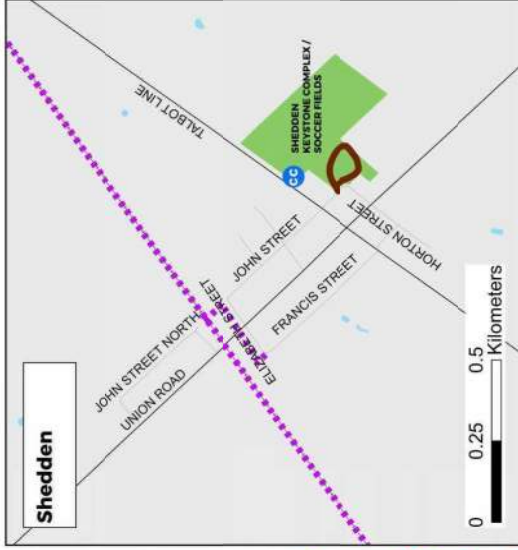 Shedden
TALBOT LINE
JOHN STREET NORTH
UNION ROAD
ELIZABETH STREET
JOHN STREET
FRANCIS STREET
HORTON STREET
CC
SHEDDEN
KEYSTONE COMPLEX /
SOCCER FIELDS
0 0.25 0.5
Kilometers